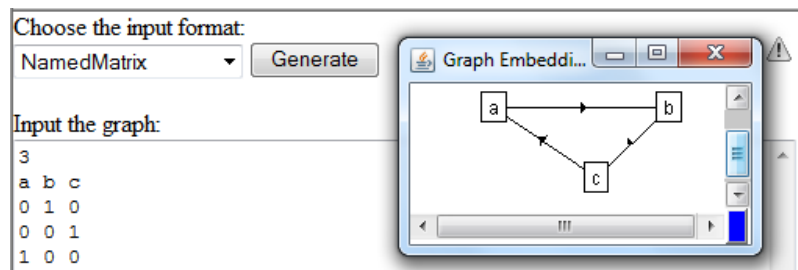 Choose the input format:
NamedMatrix Generate
Graph Embeddi...
a b
c
Input the graph:
3
a b c
0 1 0
0 0 1
1 0 0